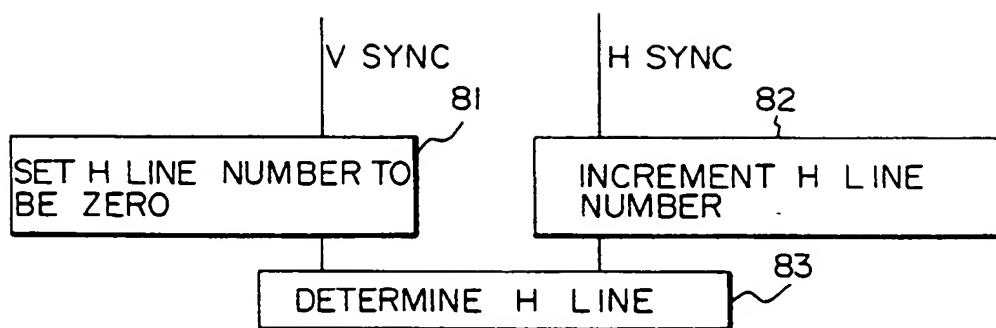 V SYNC
H SYNC
81
82
SET H LINE NUMBER TO
BE ZERO
INCREMENT H LINE
NUMBER
83
DETERMINE H LINE